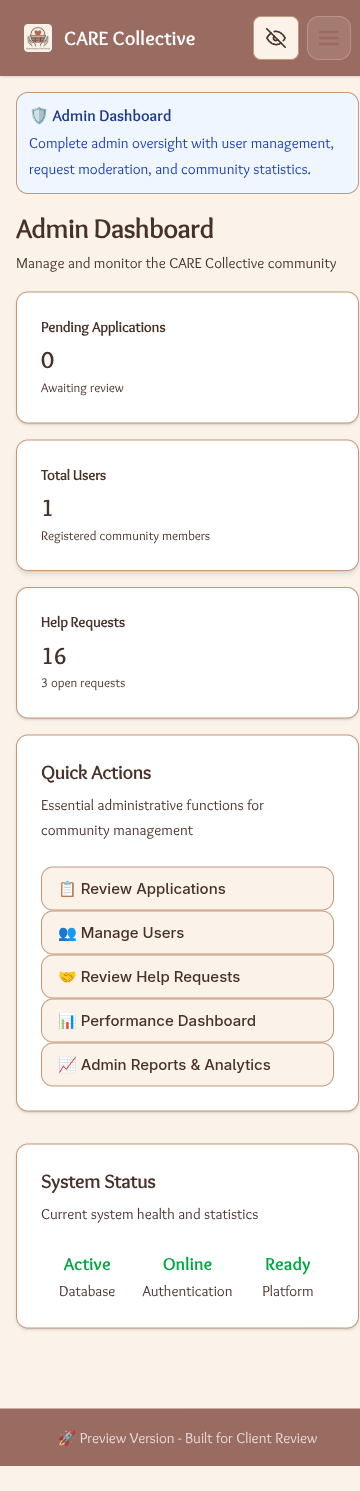 CARE Collective
🛡️ Admin Dashboard
Complete admin oversight with user management,
request moderation, and community statistics.
Admin Dashboard
Manage and monitor the CARE Collective community
Pending Applications
0
Awaiting review
Total Users
1
Registered community members
Help Requests
16
3 open requests
Quick Actions
Essential administrative functions for
community management
📋 Review Applications
👥 Manage Users
🤝 Review Help Requests
📊 Performance Dashboard
📈 Admin Reports & Analytics
System Status
Current system health and statistics
Active Online Ready
Database Authentication Platform
🚀 Preview Version - Built for Client Review